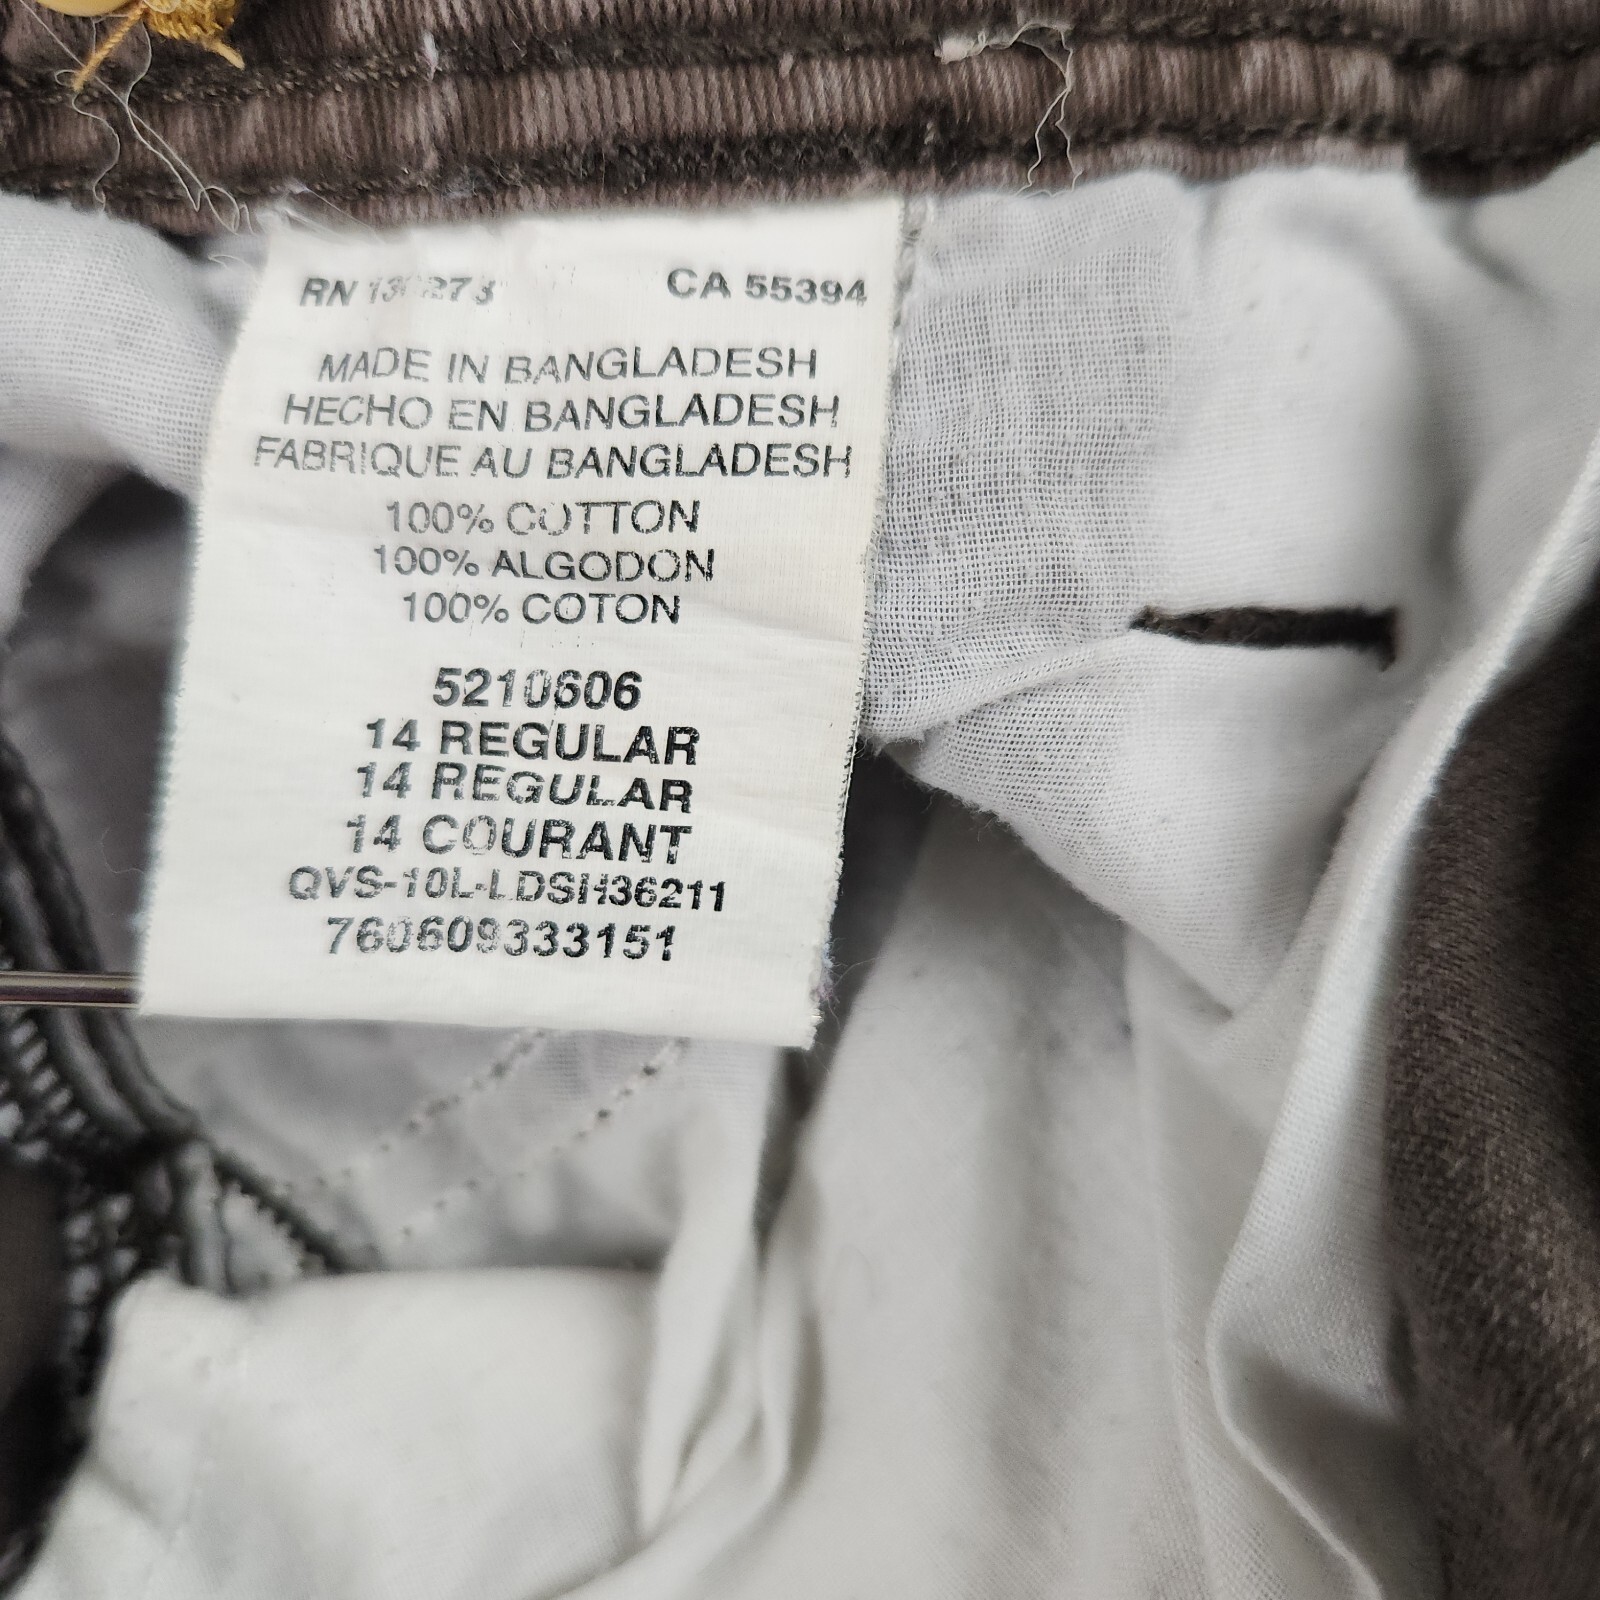 RN CA 55394
MADE IN BANGLADESH
HECHO EN BANGLADESH
FABRIQUE AU BANGLADESH
100% COTTON
100% ALGODON
100% COTON
5210606
14 REGULAR
14 REGULAR
14 COURANT
QVS-10L-LDSH36211
760609333151